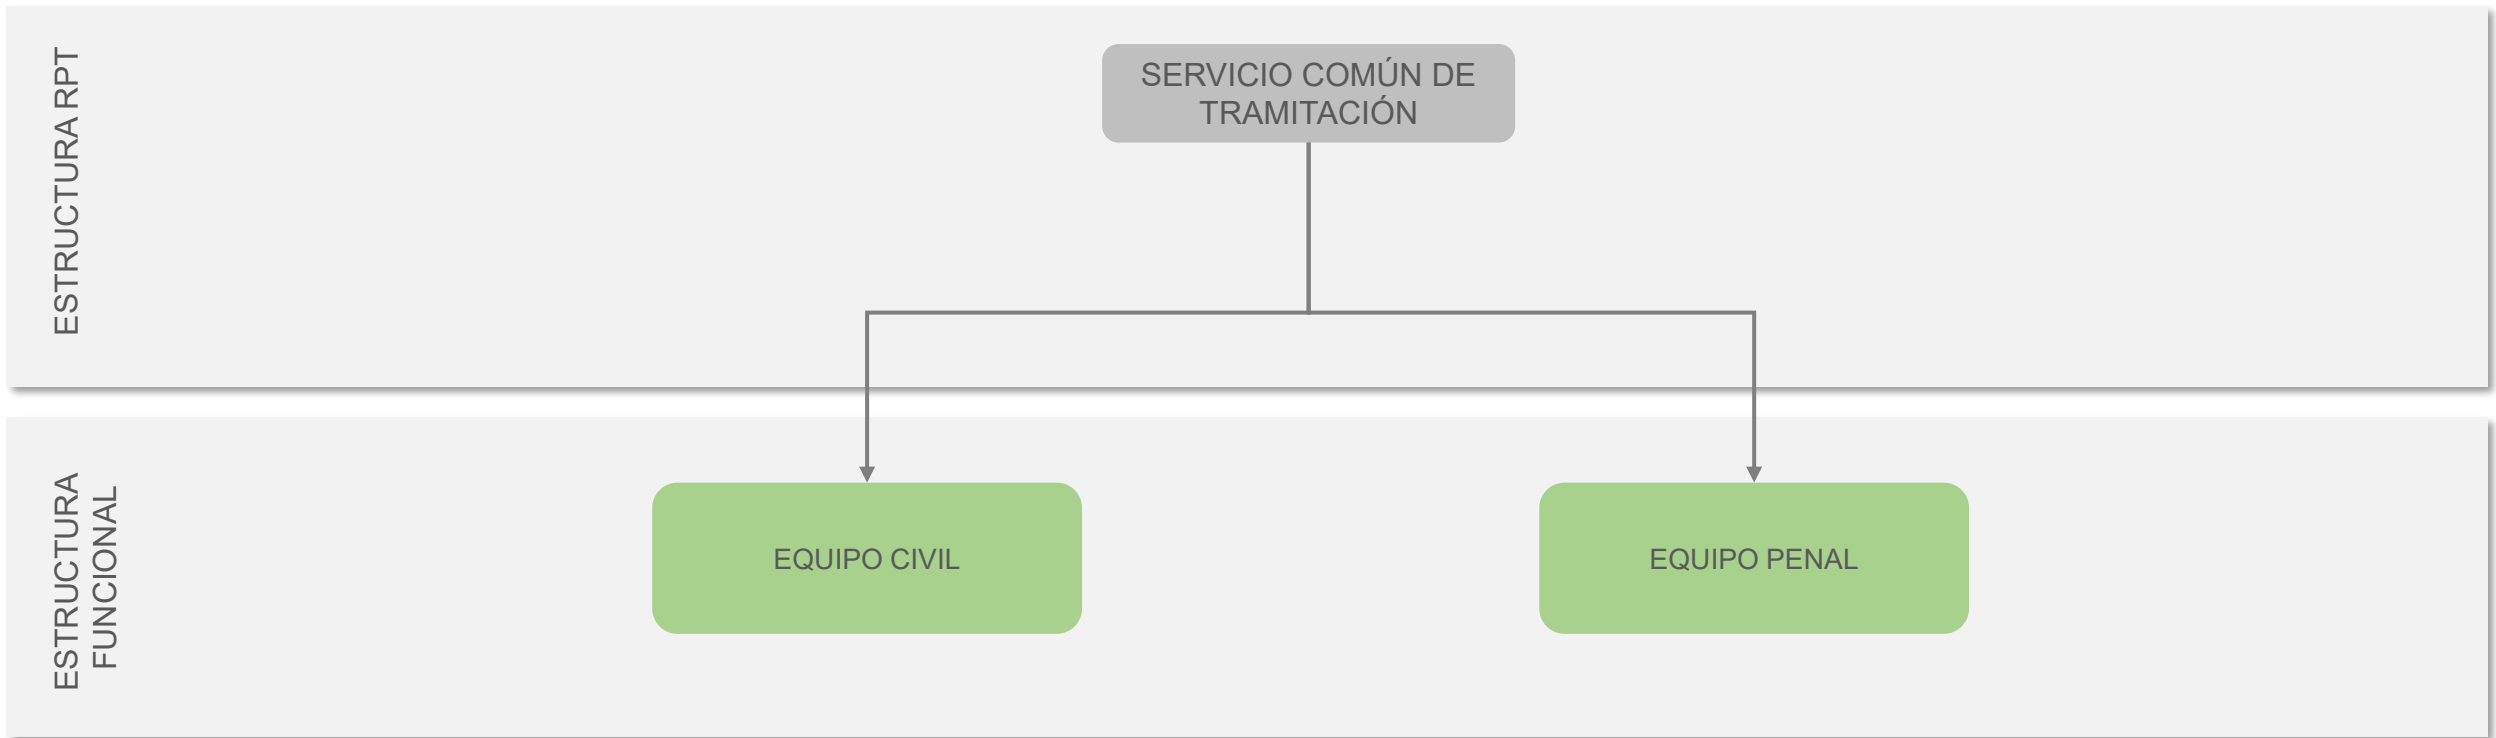 ESTRUCTURA RPT
SERVICIO COMÚN DE
TRAMITACIÓN
ESTRUCTURA
FUNCIONAL
EQUIPO CIVIL
EQUIPO PENAL